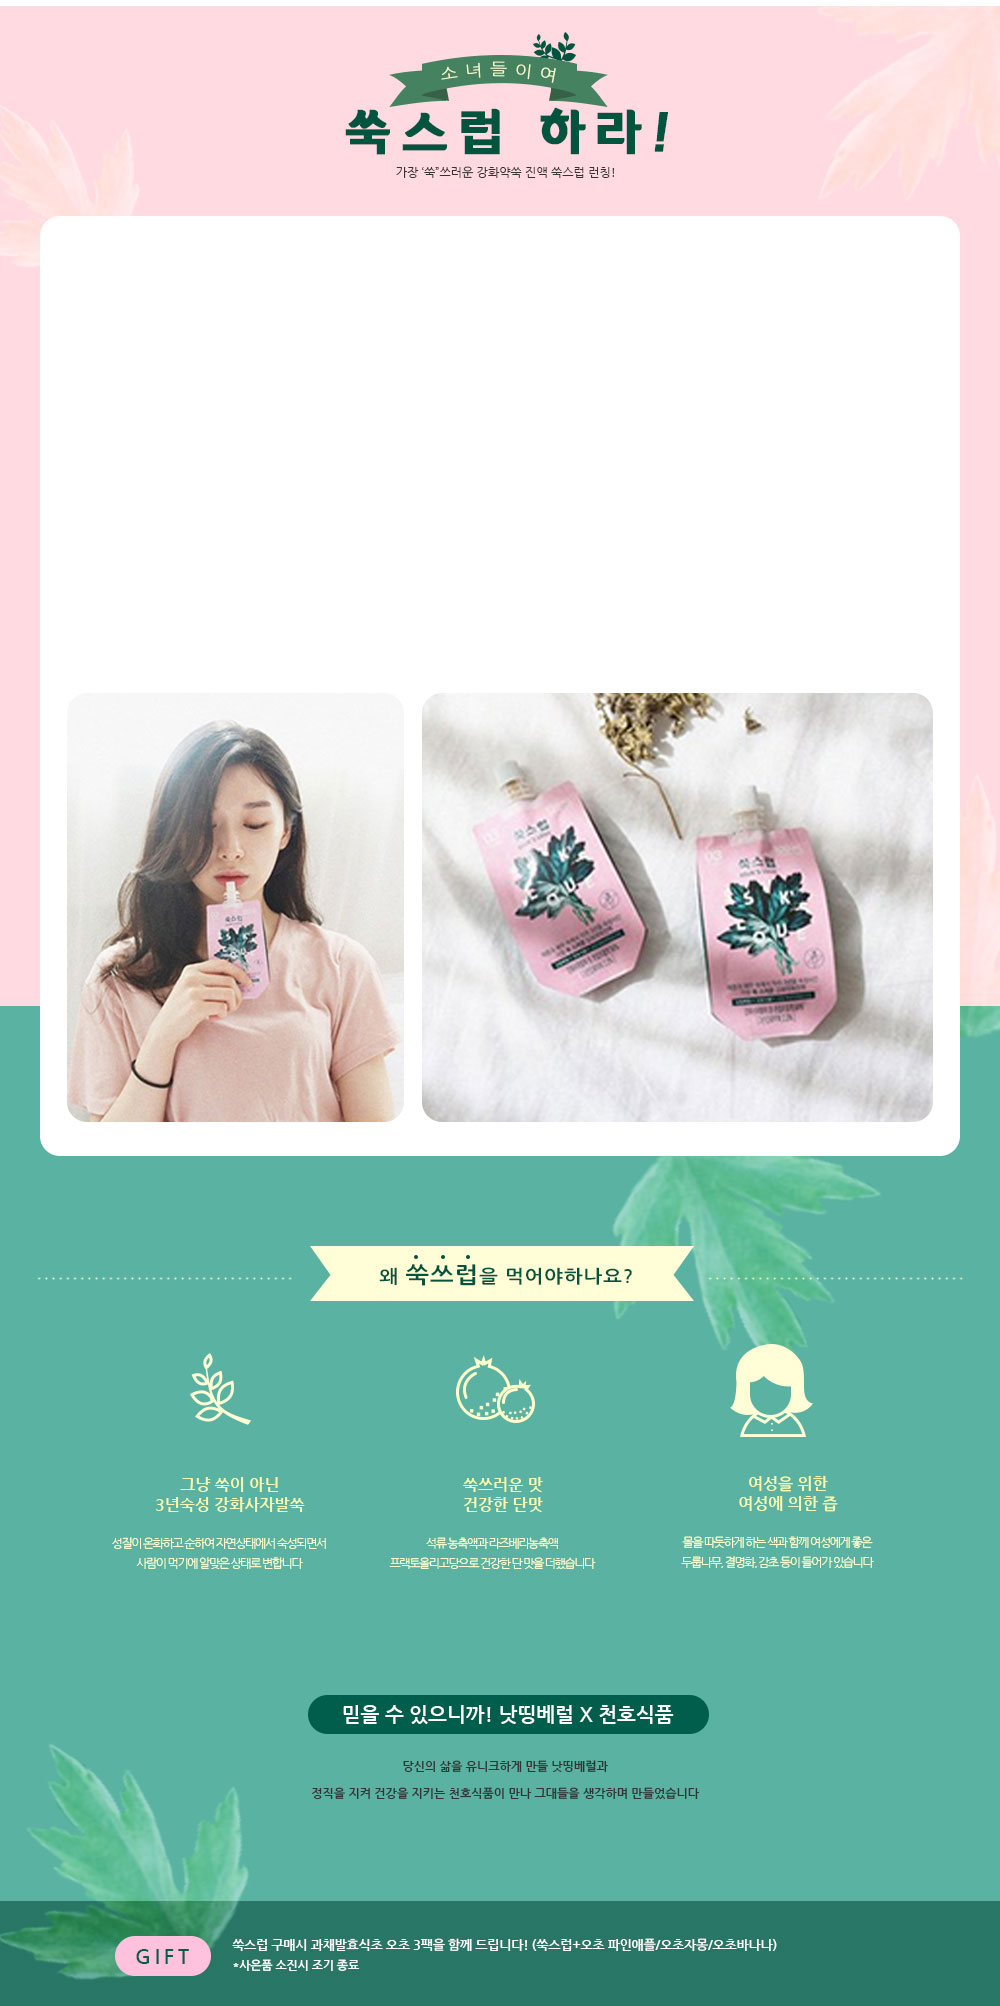 소녀들이여
쑥스럽 하라!
가장 ‘쑥”쓰러운 강화약쑥 진액 쑥스럽 런칭!
쑥스럽
쑥스럽
쑥스럽
왜 쑥쓰럽을 먹어야하나요?
그냥 쑥이 아닌
3년숙성 강화사자발쑥
성질이 온화하고 순하여 자연상태에서 숙성되면서
사람이 먹기에 알맞은 상태로 변합니다
쑥쓰러운 맛
건강한 단맛
석류 농축액과 라즈베리농축액
프랙토올리고당으로 건강한 단 맛을 더했습니다
여성을 위한
여성에 의한 즙
몸을 따듯하게 하는 색과 함께 여성에게 좋은
두릅나무, 결명화, 감초 등이 들어가 있습니다
믿을 수 있으니까! 낫띵베럴 X 천호식품
당신의 삶을 유니크하게 만들 낫띵베럴과
정직을 지켜 건강을 지키는 천호식품이 만나 그대들을 생각하며 만들었습니다
GIFT
쑥스럽 구매시 과채발효식초 오초 3팩을 함께 드립니다! (쑥스럽+오초 파인애플/오초자몽/오초바나나)
*사은품 소진시 조기 종료